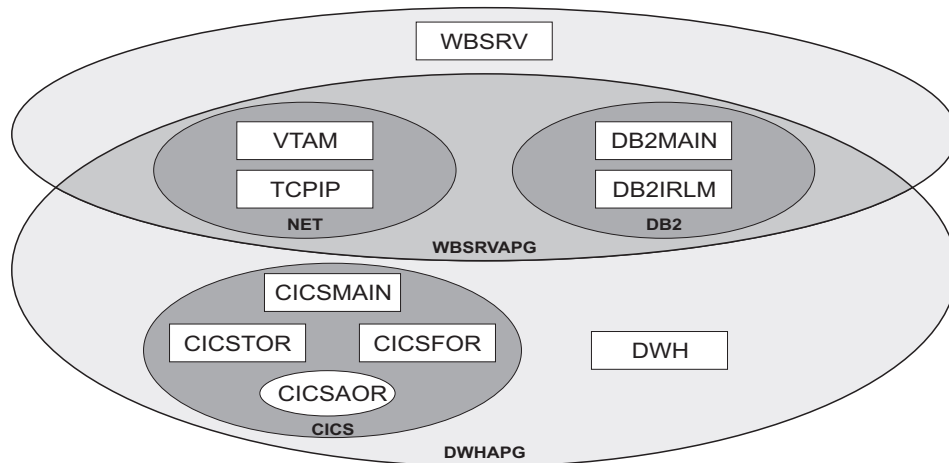 WBSRV
VTAM
DB2MAIN
TCPIP
DB2IRLM
NET
DB2
WBSRVAPG
CICSMAIN
CICSTOR
CICSFOR
DWH
CICSAOR
CICS
DWHAPG